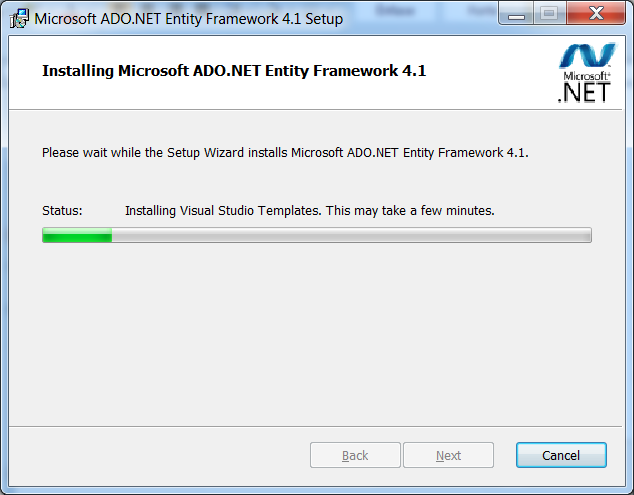 Microsoft ADO.NET Entity Framework 4.1 Setup
Installing Microsoft ADO.NET Entity Framework 4.1
Microsoft®
.NET
Please wait while the Setup Wizard installs Microsoft ADO.NET Entity Framework 4.1.
Status: Installing Visual Studio Templates. This may take a few minutes.
Back Next Cancel